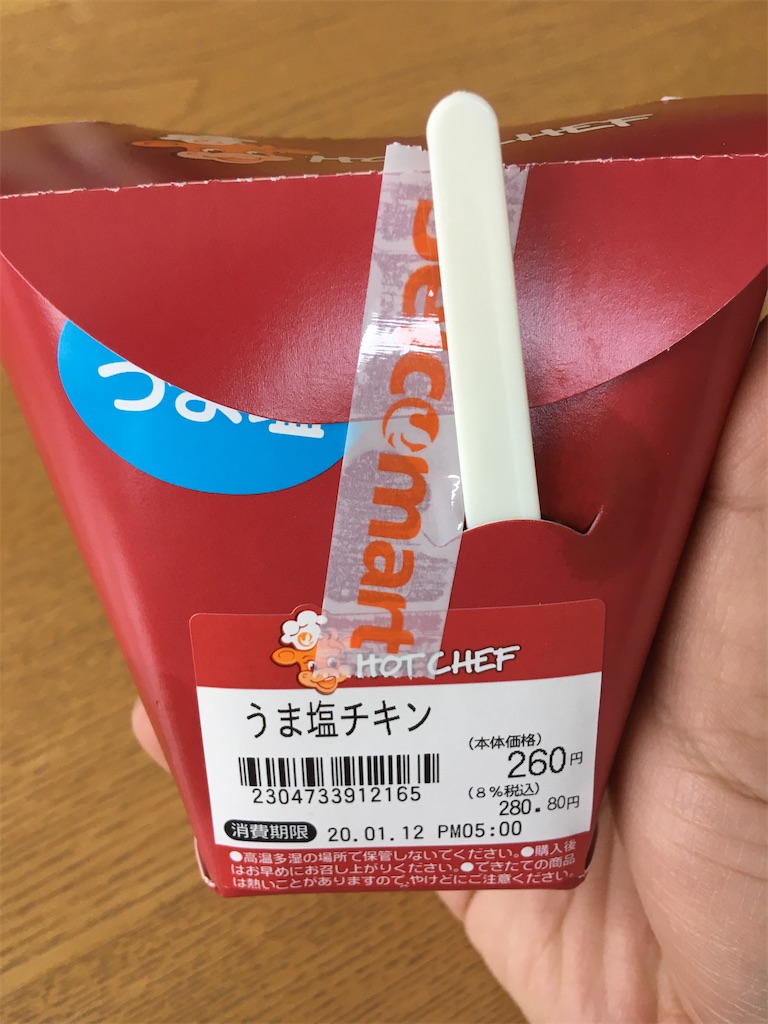 HOT CHEF
うま塩
Seicomart
HOT CHEF
うま塩チキン
(本体価格)
260円
2304733912165
(8%税込)
280.80円
消費期限 20.01.12 PM05:00
●高温多湿の場所で保管しないでください。●購入後
はお早めにお召し上がりください。●できたての商品
は熱いことがありますので、やけどにご注意ください。